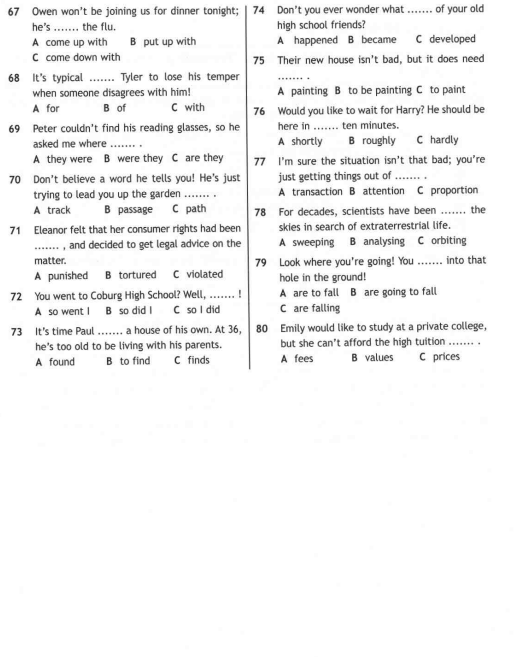 67 Owen won't be joining us for dinner tonight;
he's ....... the flu.
A come up with B put up with
C come down with
68 It's typical ....... Tyler to lose his temper
when someone disagrees with him!
A for B of C with
69 Peter couldn't find his reading glasses, so he
asked me where ....... .
A they were B were they C are they
70 Don't believe a word he tells you! He's just
trying to lead you up the garden ....... .
A track B passage C path
71 Eleanor felt that her consumer rights had been
....... , and decided to get legal advice on the
matter.
A punished B tortured C violated
72 You went to Coburg High School? Well, ....... !
A so went I B so did I C so I did
73 It's time Paul ....... a house of his own. At 36,
he's too old to be living with his parents.
A found B to find C finds
74 Don't you ever wonder what ....... of your old
high school friends?
A happened B became C developed
75 Their new house isn't bad, but it does need
....... .
A painting B to be painting C to paint
76 Would you like to wait for Harry? He should be
here in ....... ten minutes.
A shortly B roughly C hardly
77 I'm sure the situation isn't that bad; you're
just getting things out of ....... .
A transaction B attention C proportion
78 For decades, scientists have been ....... the
skies in search of extraterrestrial life.
A sweeping B analysing C orbiting
79 Look where you're going! You ....... into that
hole in the ground!
A are to fall B are going to fall
C are falling
80 Emily would like to study at a private college,
but she can't afford the high tuition ....... .
A fees B values C prices